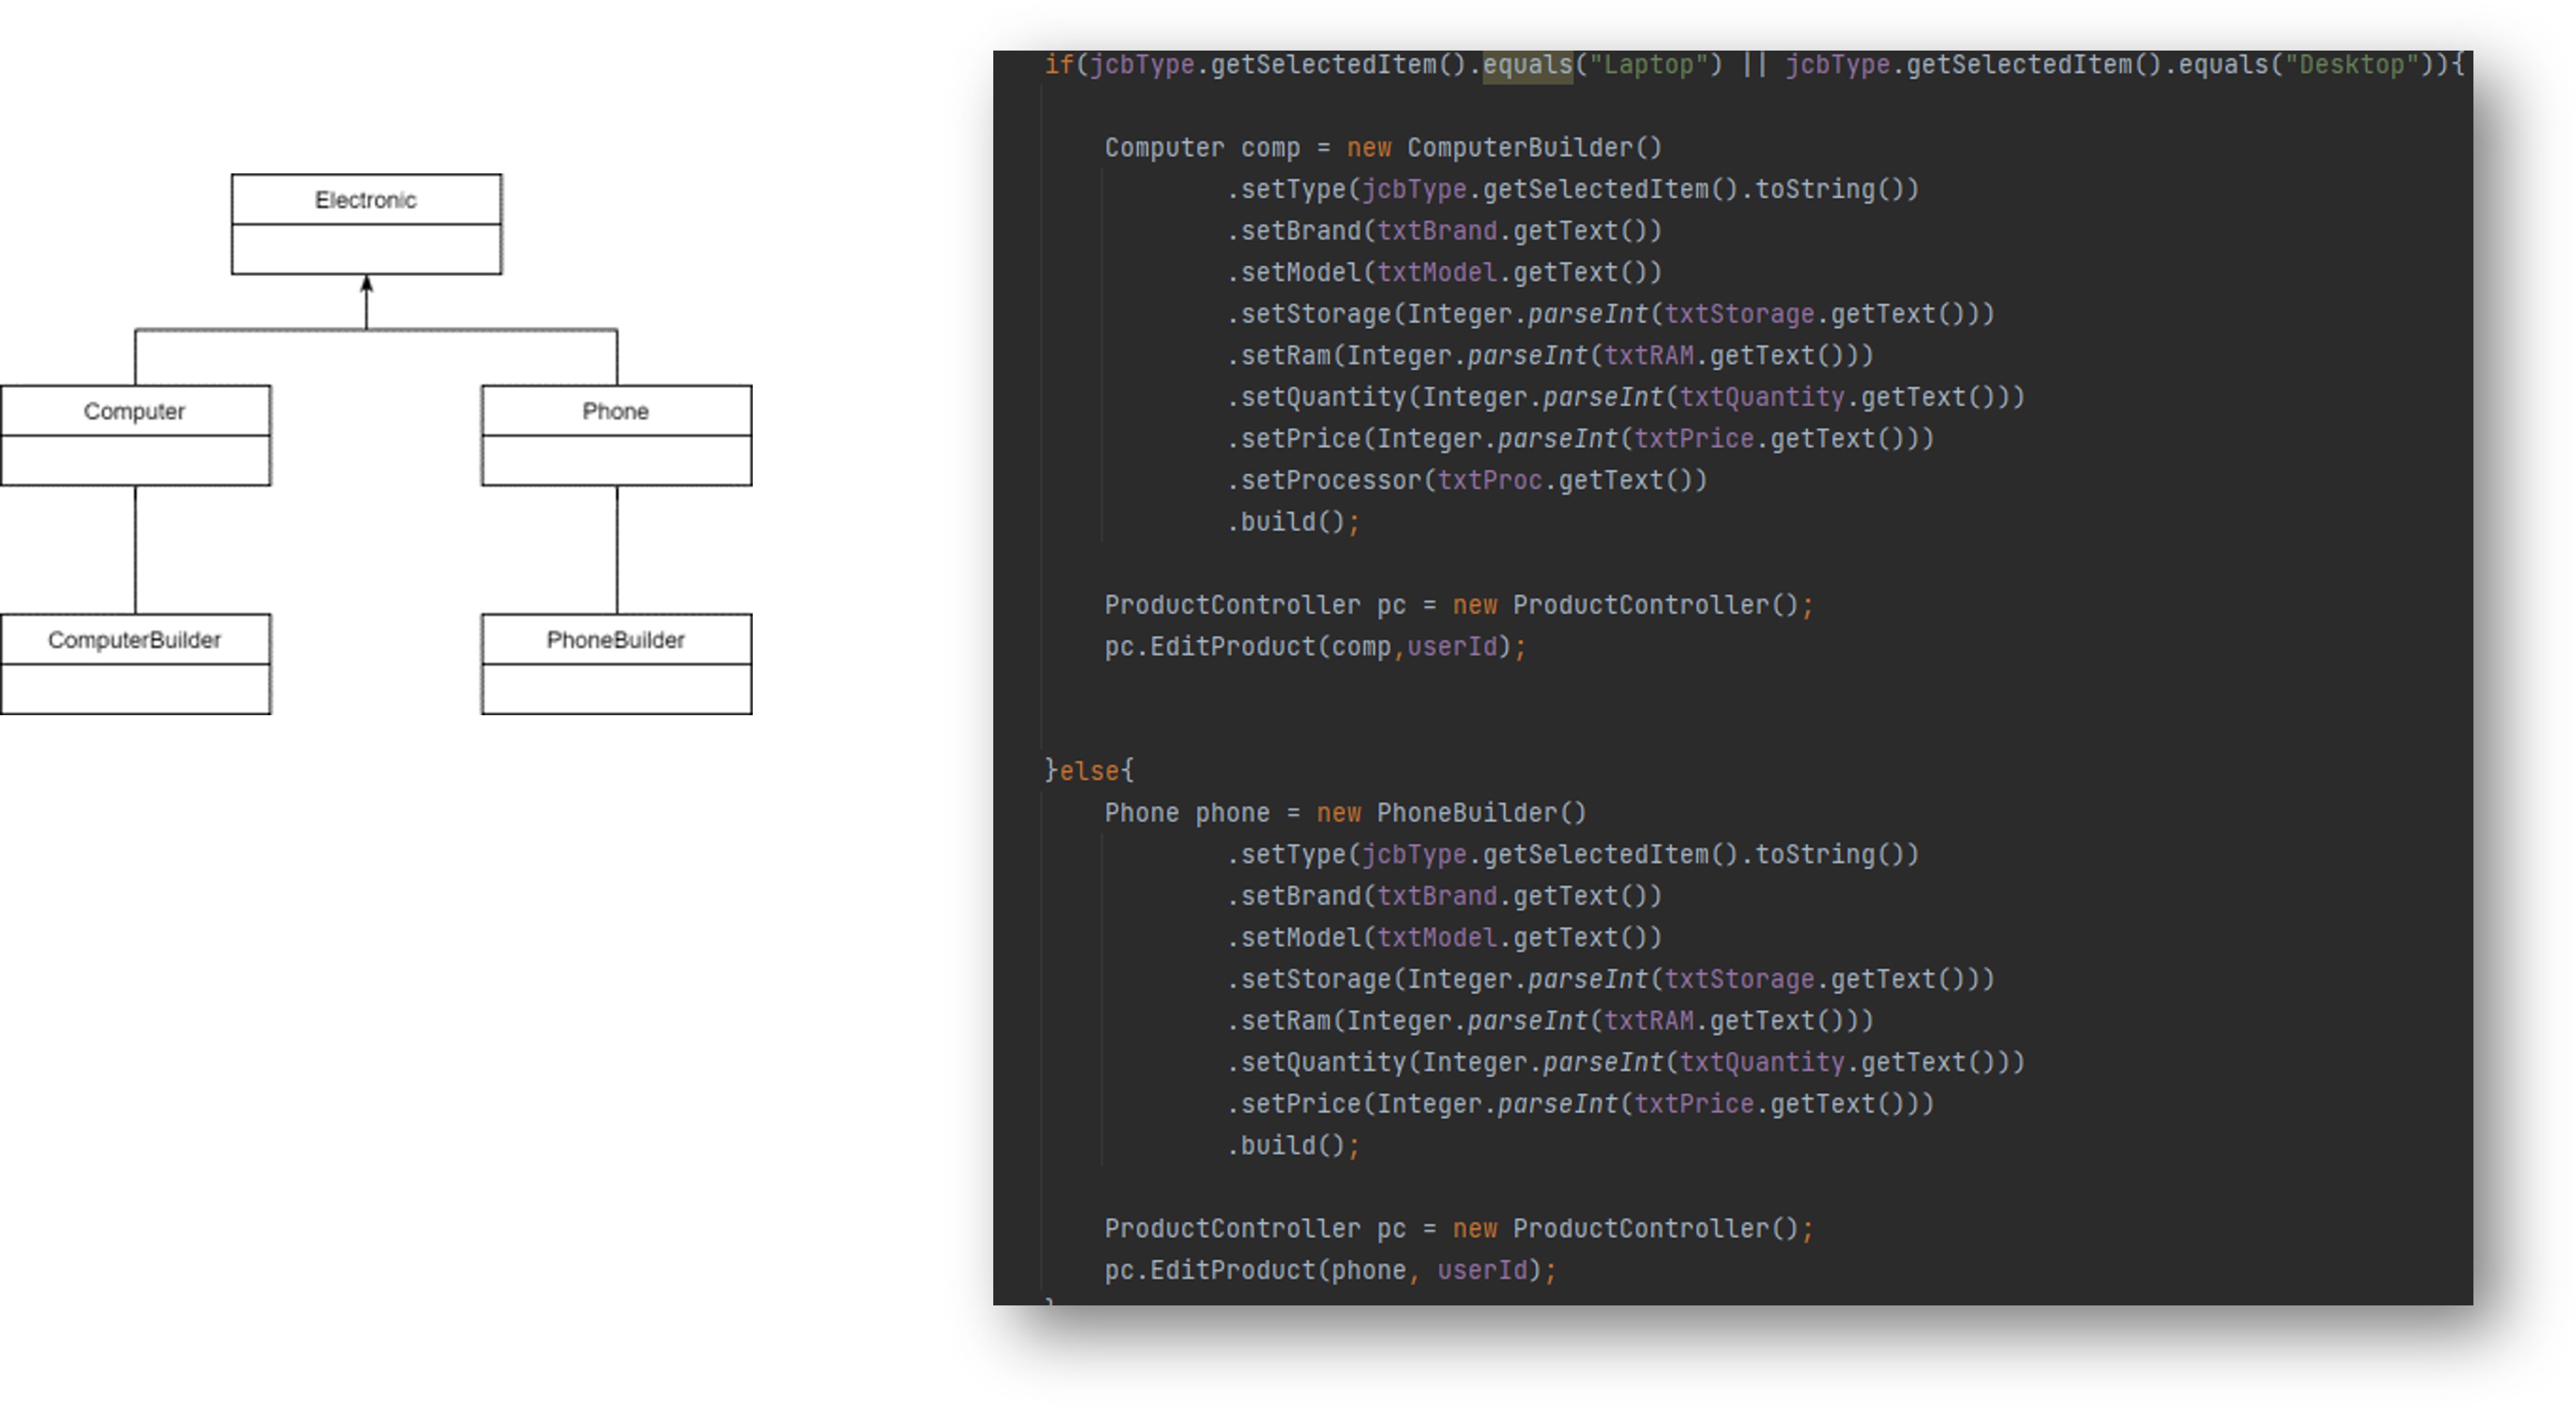 Electronic
Computer
Phone
ComputerBuilder
PhoneBuilder
if(jcbType.getSelectedItem().equals("Laptop") || jcbType.getSelectedItem().equals("Desktop")){
Computer comp = new ComputerBuilder()
.setType(jcbType.getSelectedItem().toString())
.setBrand(txtBrand.getText())
.setModel(txtModel.getText())
.setStorage(Integer.parseInt(txtStorage.getText()))
.setRam(Integer.parseInt(txtRAM.getText()))
.setQuantity(Integer.parseInt(txtQuantity.getText()))
.setPrice(Integer.parseInt(txtPrice.getText()))
.setProcessor(txtProc.getText())
.build();
ProductController pc = new ProductController();
pc.EditProduct(comp,userId);
}else{
Phone phone = new PhoneBuilder()
.setType(jcbType.getSelectedItem().toString())
.setBrand(txtBrand.getText())
.setModel(txtModel.getText())
.setStorage(Integer.parseInt(txtStorage.getText()))
.setRam(Integer.parseInt(txtRAM.getText()))
.setQuantity(Integer.parseInt(txtQuantity.getText()))
.setPrice(Integer.parseInt(txtPrice.getText()))
.build();
ProductController pc = new ProductController();
pc.EditProduct(phone, userId);
}